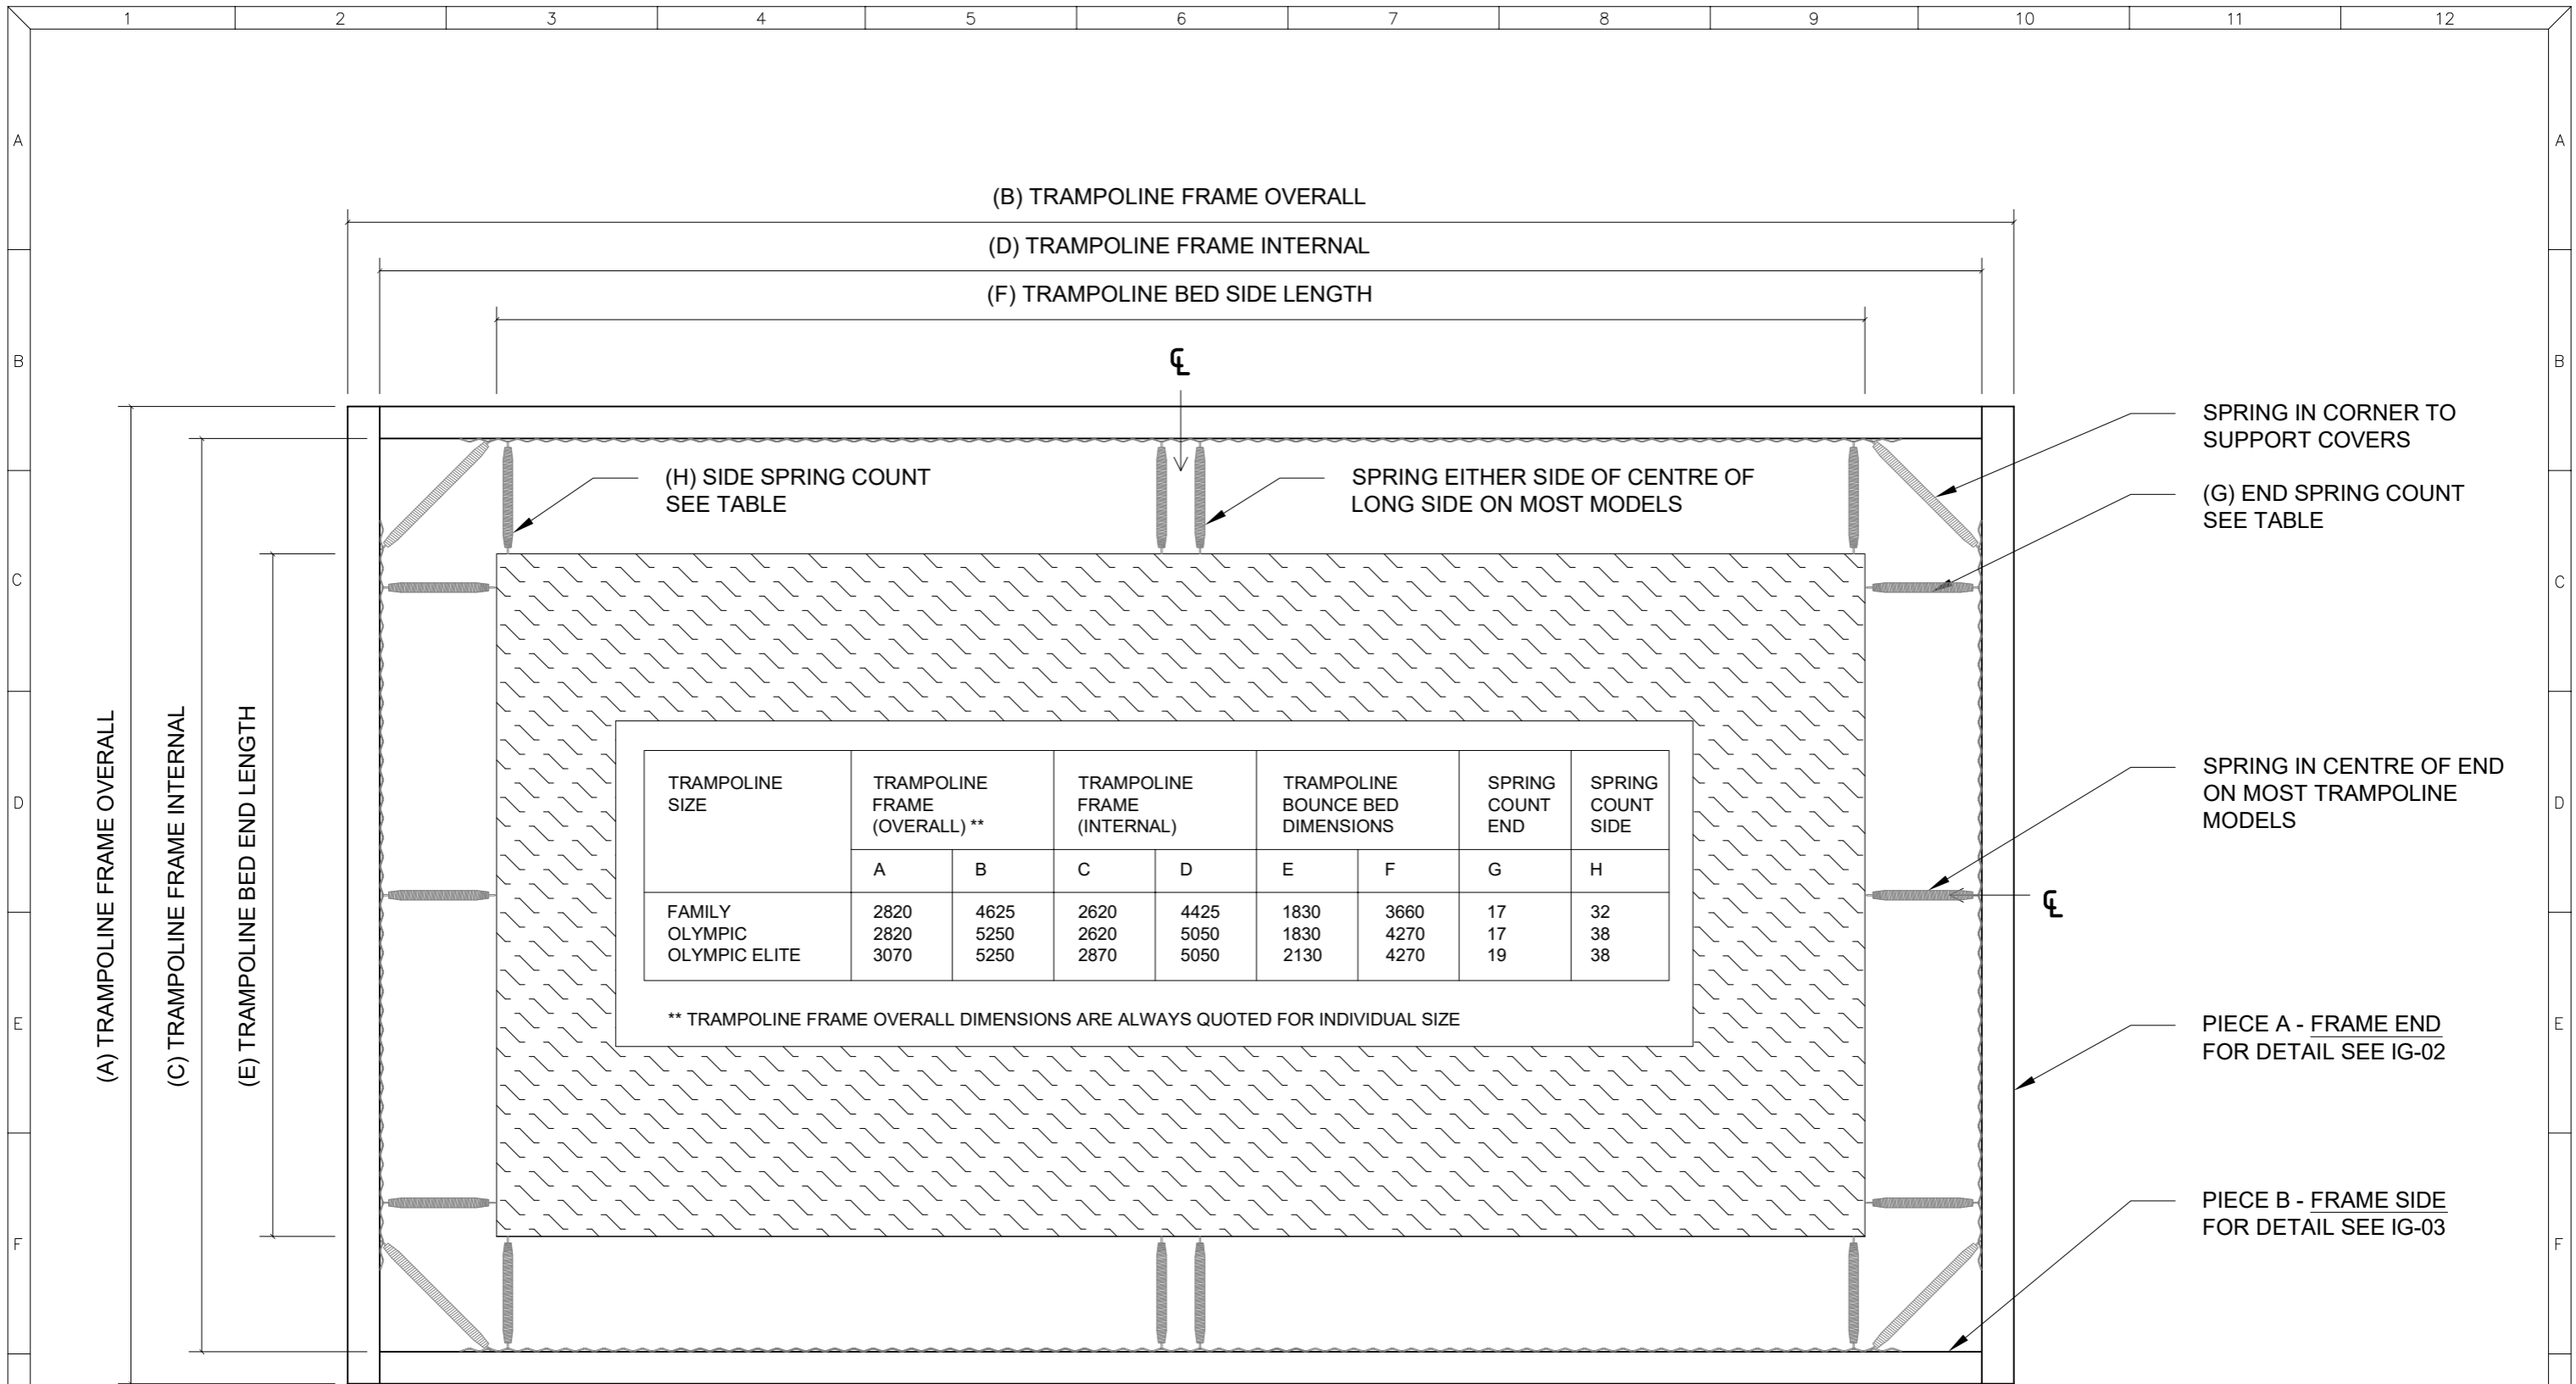 1 2 3 4 5 6 7 8 9 10 11 12
A A
(B) TRAMPOLINE FRAME OVERALL
(D) TRAMPOLINE FRAME INTERNAL
(F) TRAMPOLINE BED SIDE LENGTH
B B
℄
SPRING IN CORNER TO
SUPPORT COVERS
(H) SIDE SPRING COUNT
SEE TABLE
SPRING EITHER SIDE OF CENTRE OF
LONG SIDE ON MOST MODELS
(G) END SPRING COUNT
SEE TABLE
C C
(A) TRAMPOLINE FRAME OVERALL
(C) TRAMPOLINE FRAME INTERNAL
(E) TRAMPOLINE BED END LENGTH
D D
TRAMPOLINE
SIZE
TRAMPOLINE
FRAME
(OVERALL) **
TRAMPOLINE
FRAME
(INTERNAL)
TRAMPOLINE
BOUNCE BED
DIMENSIONS
SPRING
COUNT
END
SPRING
COUNT
SIDE
A B C D E F G H
FAMILY 2820 4625 2620 4425 1830 3660 17 32
OLYMPIC 2820 5250 2620 5050 1830 4270 17 38
OLYMPIC ELITE 3070 5250 2870 5050 2130 4270 19 38
** TRAMPOLINE FRAME OVERALL DIMENSIONS ARE ALWAYS QUOTED FOR INDIVIDUAL SIZE
SPRING IN CENTRE OF END
ON MOST TRAMPOLINE
MODELS
℄
E E
PIECE A - FRAME END
FOR DETAIL SEE IG-02
PIECE B - FRAME SIDE
FOR DETAIL SEE IG-03
F F